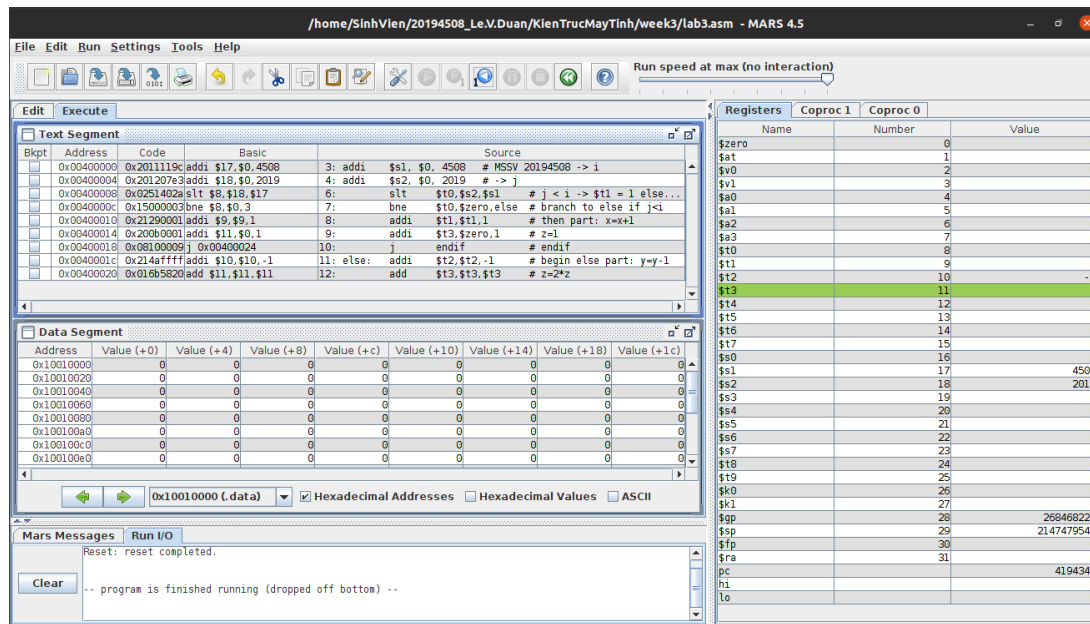 /home/SinhVien/20194508_Le.V.Duan/KienTrucMayTinh/week3/lab3.asm - MARS 4.5
File Edit Run Settings Tools Help
Run speed at max (no interaction)
Edit Execute
Text Segment
Bkpt Address Code Basic Source
0x00400000 0x2011119c addi $17,$0,4508 3: addi $s1, $0, 4508 # MSSV 20194508 -> i
0x00400004 0x201207e3 addi $18,$0,2019 4: addi $s2, $0, 2019 # -> j
0x00400008 0x0251402a slt $8,$18,$17 6: slt $t0,$s2,$s1 # j < i -> $t1 = 1 else...
0x0040000c 0x15000003 bne $8,$0,3 7: bne $t0,$zero,else # branch to else if j<i
0x00400010 0x21290001 addi $9,$9,1 8: addi $t1,$t1,1 # then part: x=x+1
0x00400014 0x200b0001 addi $11,$0,1 9: addi $t3,$zero,1 # z=1
0x00400018 0x08100009 j 0x00400024 10: j endif # endif
0x0040001c 0x214affff addi $10,$10,-1 11: else: addi $t2,$t2,-1 # begin else part: y=y-1
0x00400020 0x016b5820 add $11,$11,$11 12: add $t3,$t3,$t3 # z=2*z
Data Segment
Address Value (+0) Value (+4) Value (+8) Value (+c) Value (+10) Value (+14) Value (+18) Value (+1c)
0x10010000 0 0 0 0 0 0 0 0
0x10010020 0 0 0 0 0 0 0 0
0x10010040 0 0 0 0 0 0 0 0
0x10010060 0 0 0 0 0 0 0 0
0x10010080 0 0 0 0 0 0 0 0
0x100100a0 0 0 0 0 0 0 0 0
0x100100c0 0 0 0 0 0 0 0 0
0x100100e0 0 0 0 0 0 0 0 0
0x10010000 (.data) Hexadecimal Addresses Hexadecimal Values ASCII
Mars Messages Run I/O
Reset: reset completed.
Clear
-- program is finished running (dropped off bottom) --
Registers Coproc 1 Coproc 0
Name Number Value
$zero 0
$at 1
$v0 2
$v1 3
$a0 4
$a1 5
$a2 6
$a3 7
$t0 8
$t1 9
$t2 10 -
$t3 11
$t4 12
$t5 13
$t6 14
$t7 15
$s0 16
$s1 17 450
$s2 18 201
$s3 19
$s4 20
$s5 21
$s6 22
$s7 23
$t8 24
$t9 25
$k0 26
$k1 27
$gp 28 26846822
$sp 29 214747954
$fp 30
$ra 31
pc 419434
hi
lo